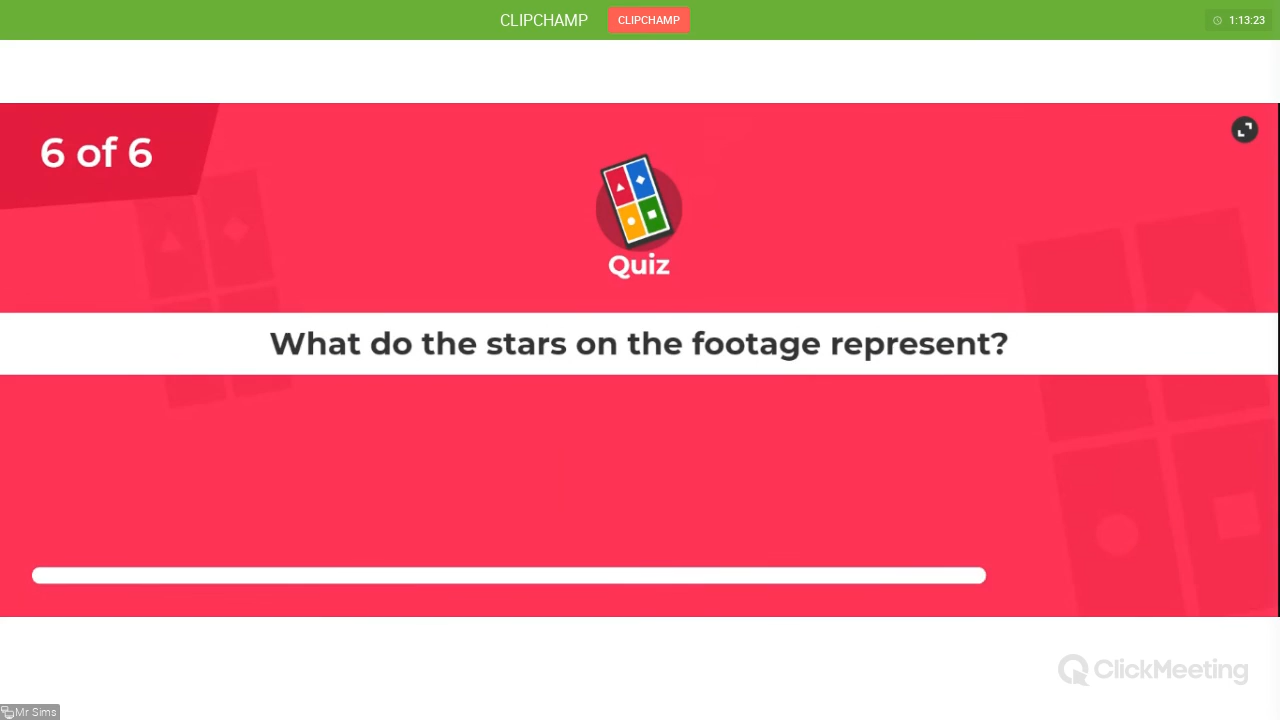 CLIPCHAMP
CLIPCHAMP
1:13:23
6 of 6
Quiz
What do the stars on the footage represent?
ClickMeeting
Mr Sims